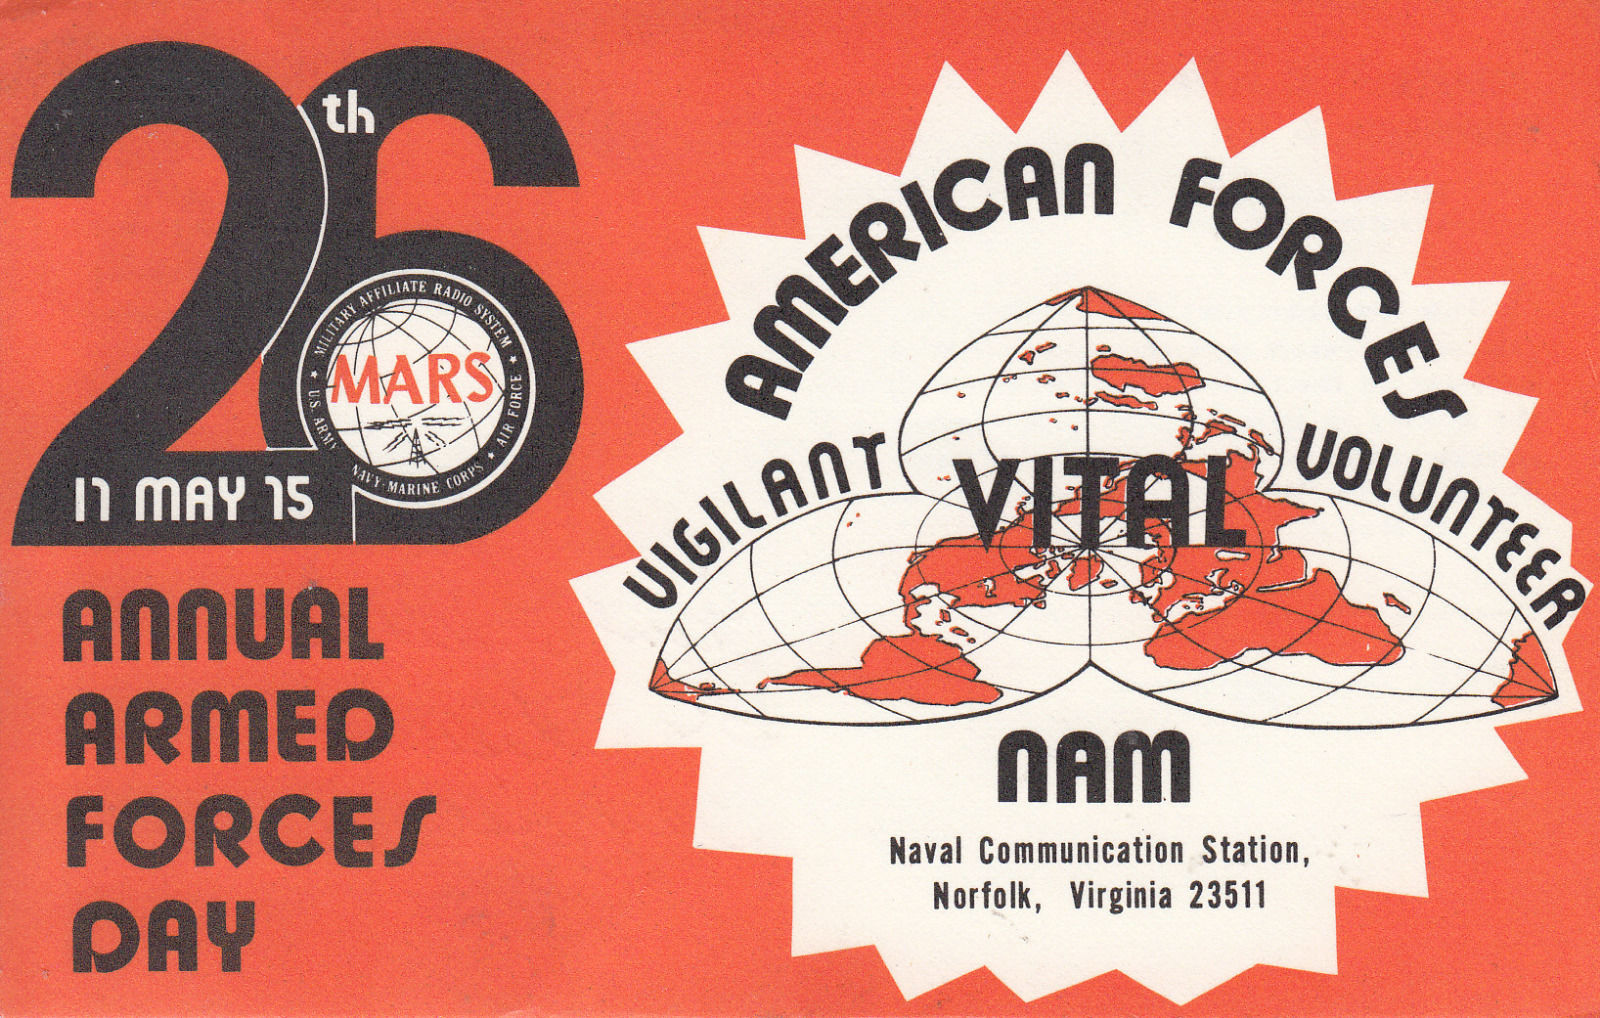 26th
MILITARY AFFILIATE RADIO SYSTEM ★ AIR FORCE ★ NAVY-MARINE CORPS U.S. ARMY ★
MARS
17 MAY 75
ANNUAL
ARMED
FORCES
DAY
AMERICAN FORCES
VIGILANT VITAL VOLUNTEER
NAM
Naval Communication Station,
Norfolk, Virginia 23511